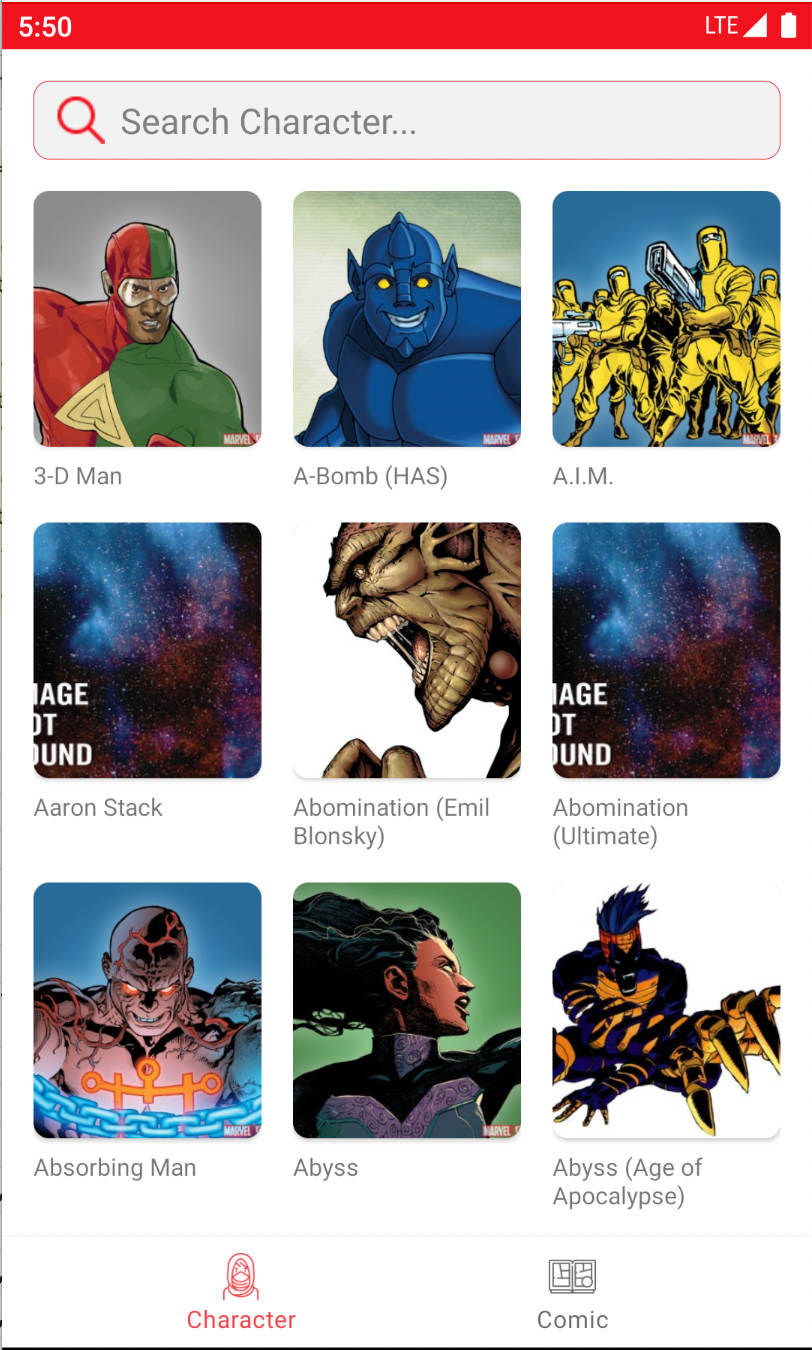 5:50 LTE
Search Character...
MARVEL MARVEL MARVEL
3-D Man A-Bomb (HAS) A.I.M.
IAGE IAGE
OT OT
OUND OUND
Aaron Stack Abomination (Emil Abomination
Blonsky) (Ultimate)
MARVEL MARVEL
Absorbing Man Abyss Abyss (Age of
Apocalypse)
Character Comic